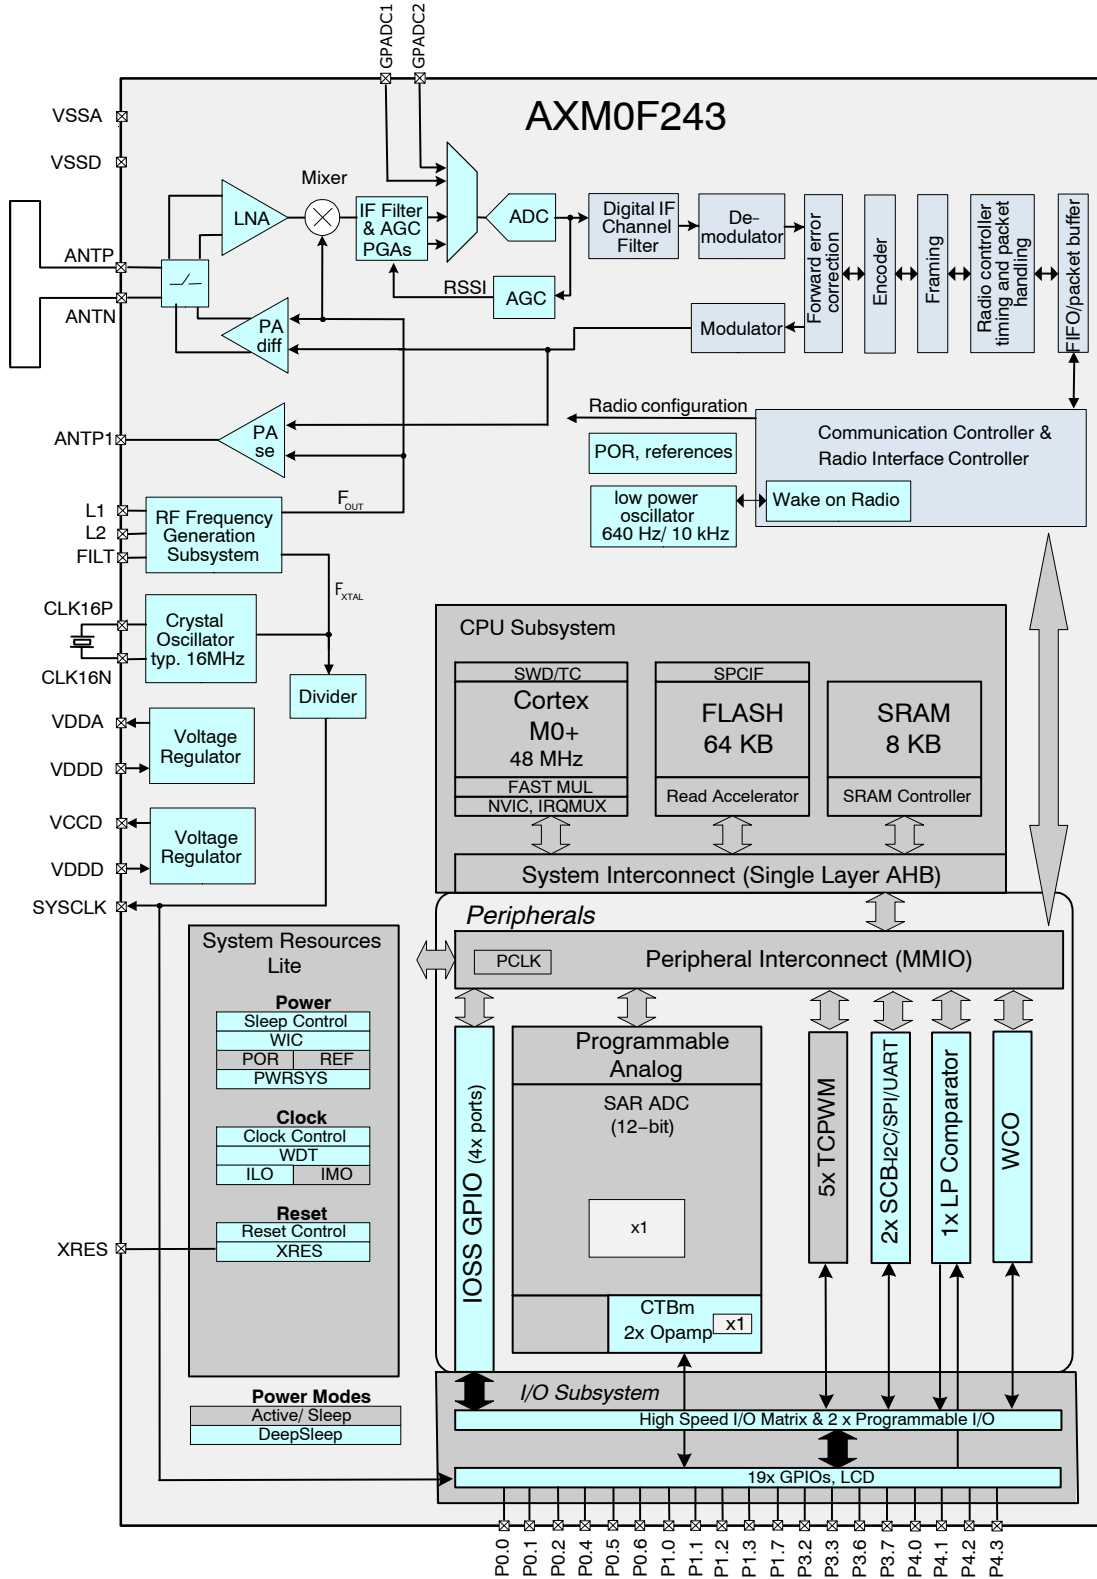 GPADC1
GPADC2
AXM0F243
VSSA
VSSD
ANTP
ANTN
LNA
Mixer
IF Filter
& AGC
PGAs
ADC
RSSI
AGC
Digital IF
Channel
Filter
De-
modulator
Modulator
Forward error
correction
Encoder
Framing
Radio controller
timing and packet
handling
FIFO/packet buffer
PA
diff
ANTP1
PA
se
Radio configuration
Communication Controller &
Radio Interface Controller
POR, references
low power
oscillator
640 Hz/ 10 kHz
Wake on Radio
L1
L2
FILT
RF Frequency
Generation
Subsystem
FOUT
FXTAL
CLK16P
CLK16N
Crystal
Oscillator
typ. 16MHz
Divider
VDDA
VDDD
Voltage
Regulator
VCCD
VDDD
Voltage
Regulator
SYSCLK
CPU Subsystem
SWD/TC
Cortex
M0+
48 MHz
FAST MUL
NVIC, IRQMUX
SPCIF
FLASH
64 KB
Read Accelerator
SRAM
8 KB
SRAM Controller
System Interconnect (Single Layer AHB)
Peripherals
PCLK
Peripheral Interconnect (MMIO)
System Resources
Lite
Power
Sleep Control
WIC
POR REF
PWRSYS
Clock
Clock Control
WDT
ILO IMO
Reset
Reset Control
XRES
XRES
Power Modes
Active/ Sleep
DeepSleep
IOSS GPIO (4x ports)
Programmable
Analog
SAR ADC
(12−bit)
x1
CTBm
2x Opamp
x1
5x TCPWM
2x SCB-I2C/SPI/UART
1x LP Comparator
WCO
I/O Subsystem
High Speed I/O Matrix & 2 x Programmable I/O
19x GPIOs, LCD
P0.0
P0.1
P0.2
P0.4
P0.5
P0.6
P1.0
P1.1
P1.2
P1.3
P1.7
P3.2
P3.3
P3.6
P3.7
P4.0
P4.1
P4.2
P4.3